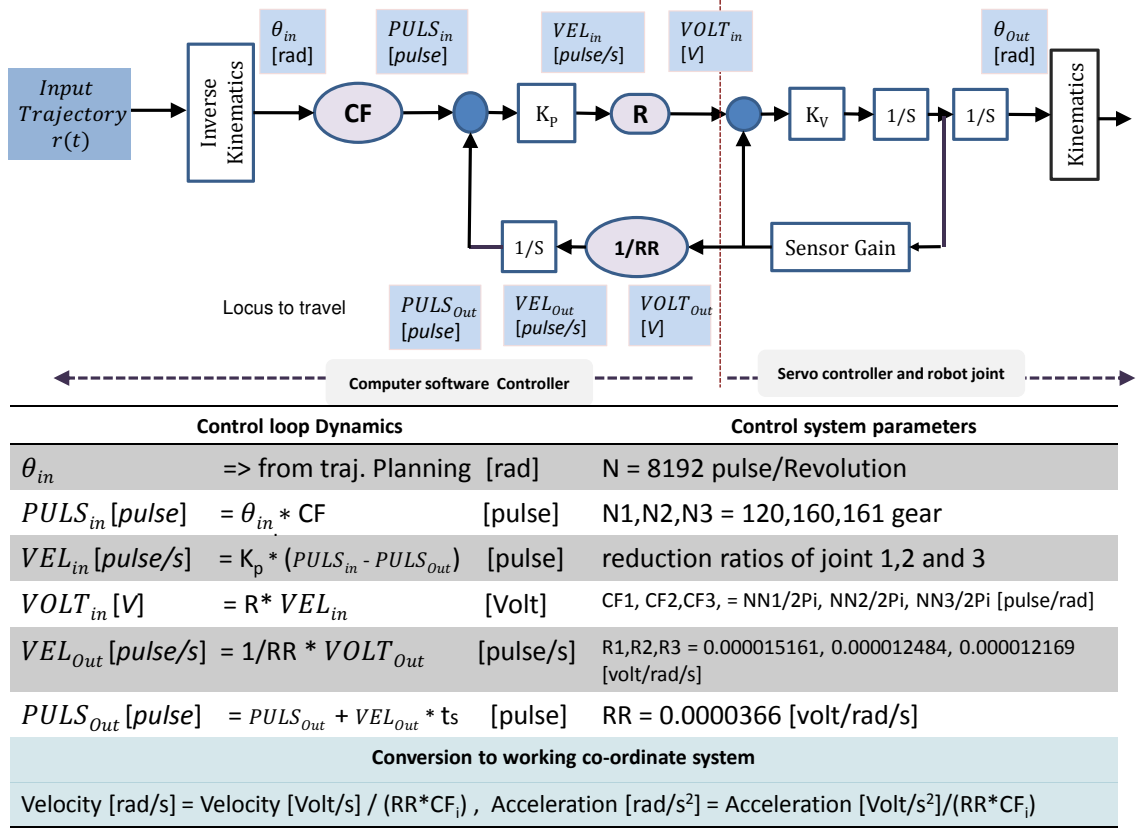 θin
[rad]
PULSin
[pulse]
VELin
[pulse/s]
VOLTin
[V]
θOut
[rad]
Input
Trajectory
r(t)
Inverse
Kinematics
CF
KP
R
KV
1/S
1/S
Kinematics
1/S
1/RR
Sensor Gain
Locus to travel
PULSOut
[pulse]
VELOut
[pulse/s]
VOLTOut
[V]
Computer software Controller
Servo controller and robot joint
Control loop Dynamics Control system parameters
θin => from traj. Planning [rad] N = 8192 pulse/Revolution
PULSin [pulse] = θin * CF [pulse] N1,N2,N3 = 120,160,161 gear
VELin [pulse/s] = Kp * (PULSin - PULSOut) [pulse] reduction ratios of joint 1,2 and 3
VOLTin [V] = R* VELin [Volt] CF1, CF2,CF3, = NN1/2Pi, NN2/2Pi, NN3/2Pi [pulse/rad]
VELOut [pulse/s] = 1/RR * VOLTOut [pulse/s] R1,R2,R3 = 0.000015161, 0.000012484, 0.000012169
[volt/rad/s]
PULSOut [pulse] = PULSOut + VELOut * ts [pulse] RR = 0.0000366 [volt/rad/s]
Conversion to working co-ordinate system
Velocity [rad/s] = Velocity [Volt/s] / (RR*CFi) , Acceleration [rad/s²] = Acceleration [Volt/s²]/(RR*CFi)